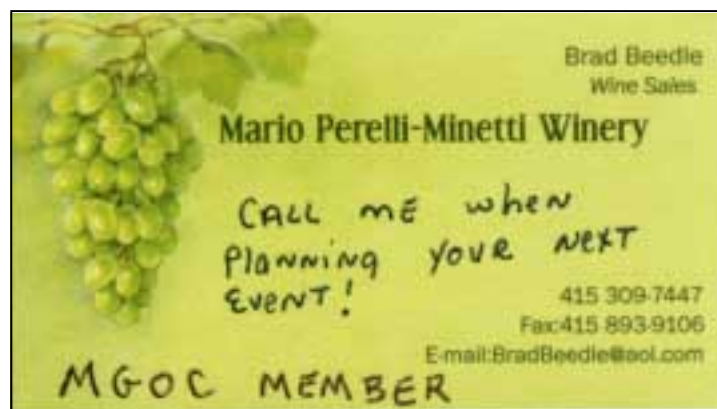 Brad Beedle
Wine Sales
Mario Perelli-Minetti Winery
CALL ME when
PlaNNiNg YOUR NeXT
EVENT!
415 309-7447
Fax:415 893-9106
E-mail:BradBeedle@aol.com
MGOC MEMBER